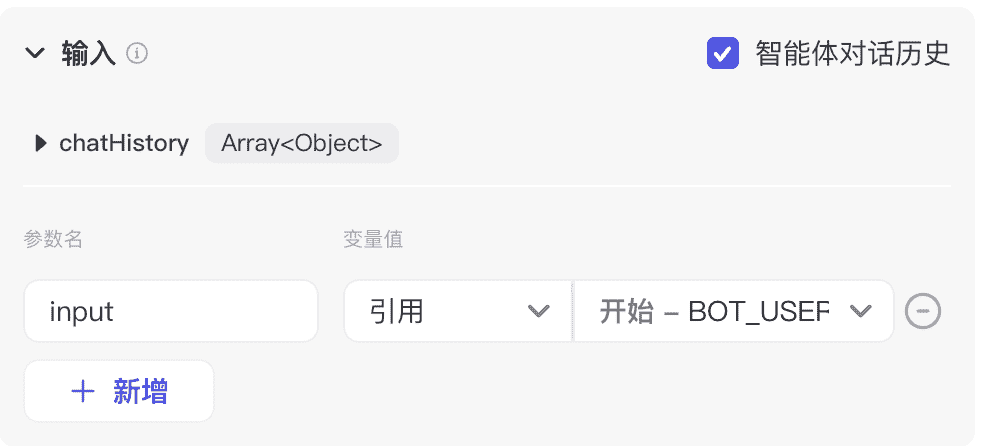 输入 智能体对话历史
chatHistory Array<Object>
参数名 变量值
input 引用 开始 – BOT_USER
+ 新增